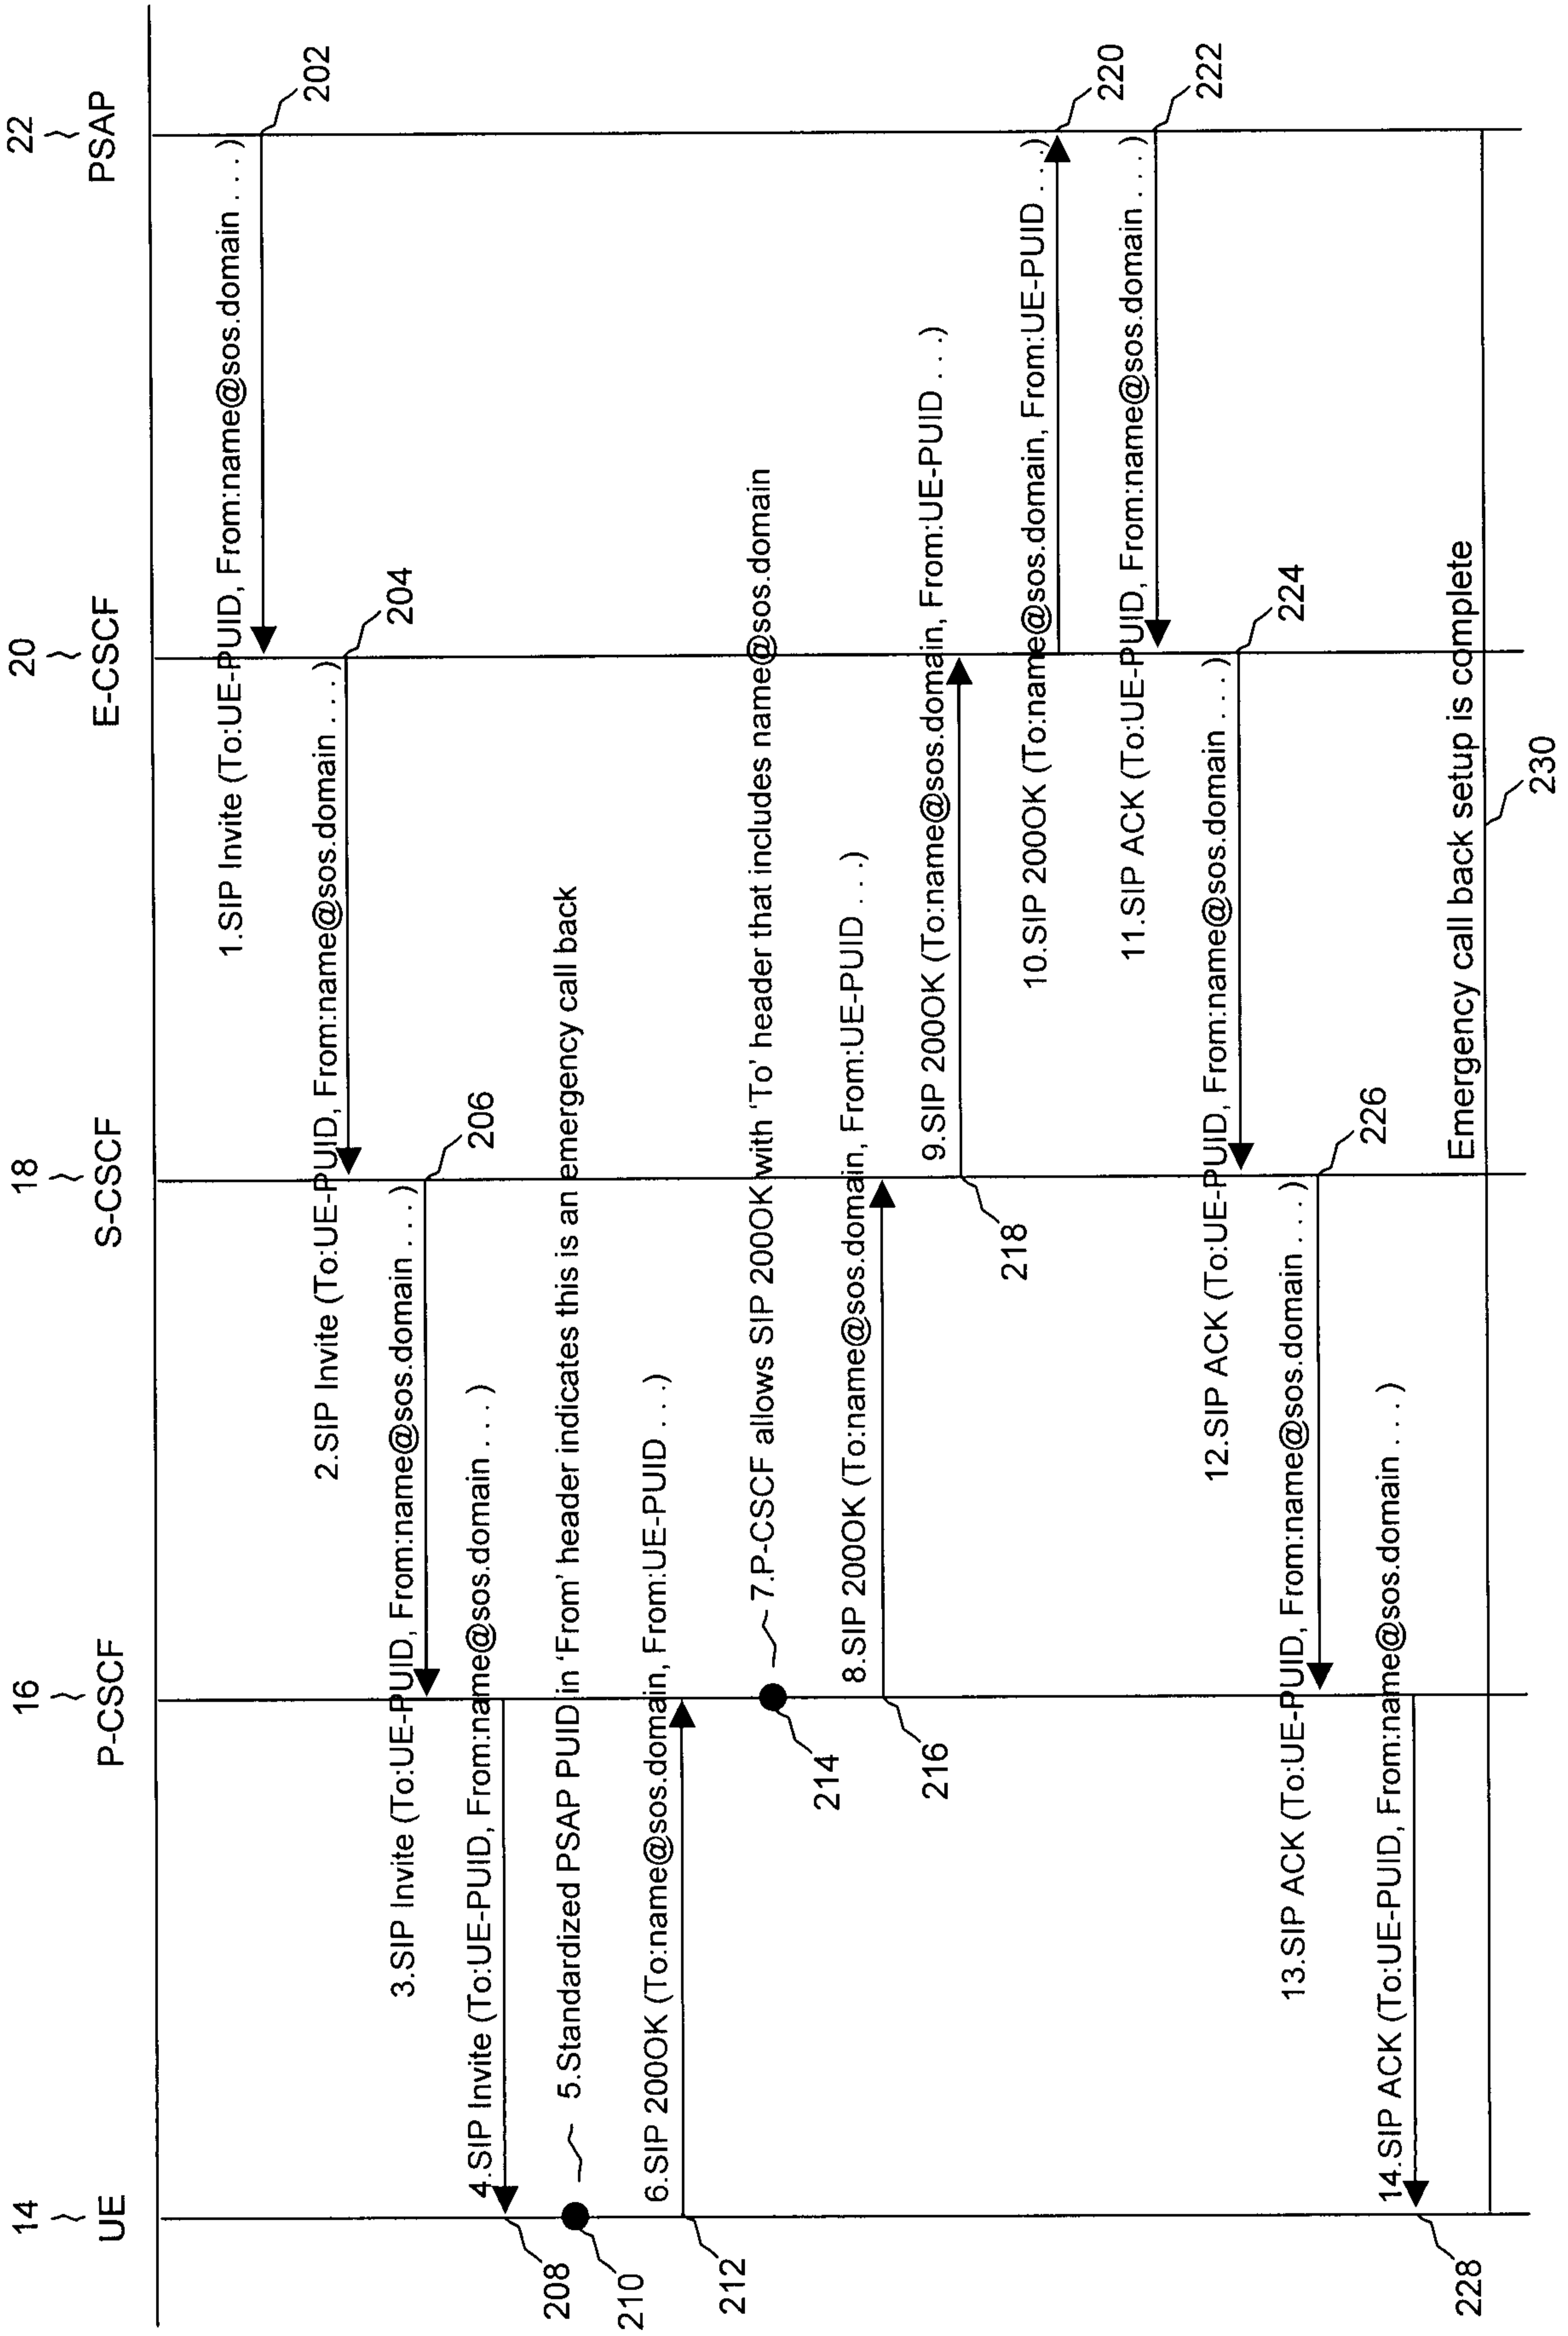 14
UE
16
P-CSCF
18
S-CSCF
20
E-CSCF
22
PSAP
1.SIP Invite (To:UE-PUID, From:name@sos.domain . . . .)
202
2.SIP Invite (To:UE-PUID, From:name@sos.domain . . . .)
204
3.SIP Invite (To:UE-PUID, From:name@sos.domain . . . .)
206
4.SIP Invite (To:UE-PUID, From:name@sos.domain . . . .)
208
5.Standardized PSAP PUID in ‘From’ header indicates this is an emergency call back
210
6.SIP 200OK (To:name@sos.domain, From:UE-PUID . . .)
212
7.P-CSCF allows SIP 200OK with ‘To’ header that includes name@sos.domain
214
8.SIP 200OK (To:name@sos.domain, From:UE-PUID . . .)
216
9.SIP 200OK (To:name@sos.domain, From:UE-PUID . . .)
218
10.SIP 200OK (To:name@sos.domain, From:UE-PUID . . .)
220
11.SIP ACK (To:UE-PUID, From:name@sos.domain . . . .)
222
12.SIP ACK (To:UE-PUID, From:name@sos.domain . . . .)
224
13.SIP ACK (To:UE-PUID, From:name@sos.domain . . . .)
226
14.SIP ACK (To:UE-PUID, From:name@sos.domain . . . .)
228
Emergency call back setup is complete
230